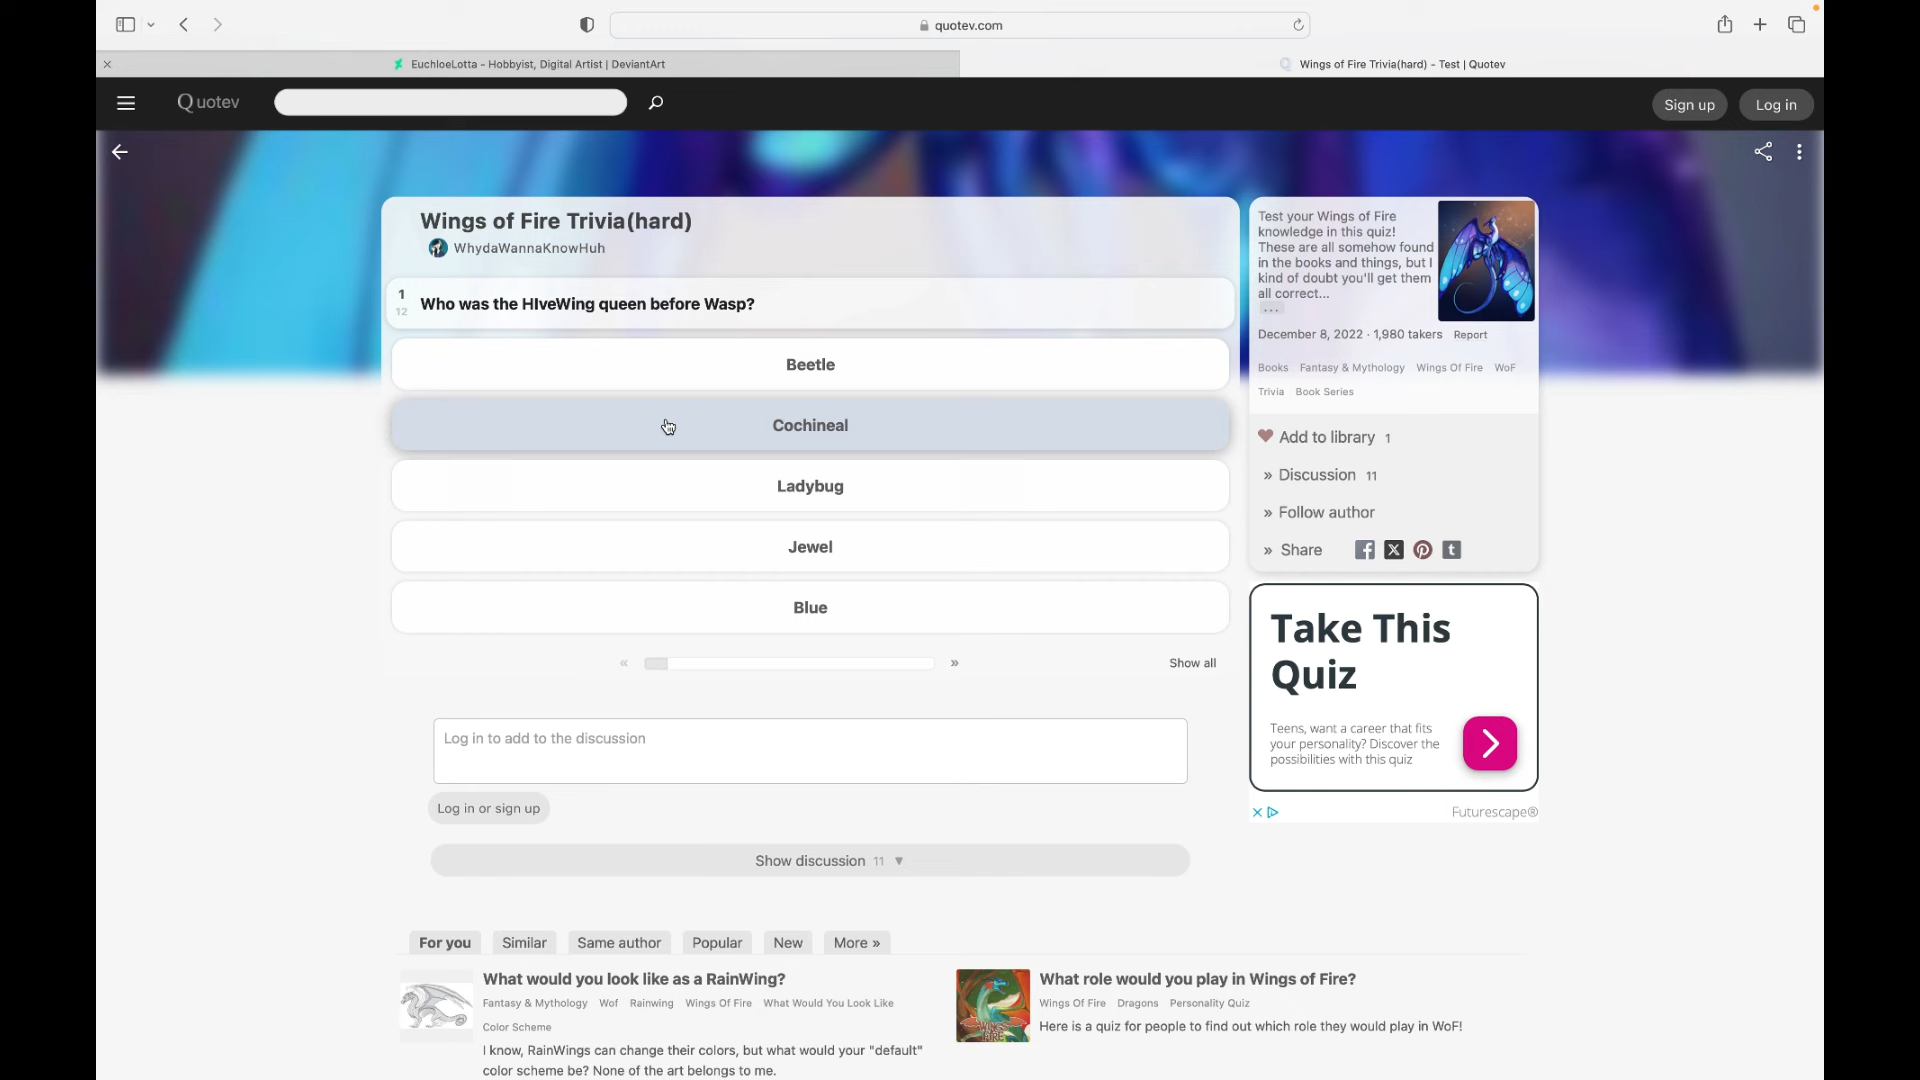 quotev.com
EuchloeLotta - Hobbyist, Digital Artist | DeviantArt
Wings of Fire Trivia(hard) - Test | Quotev
Quotev
Sign up
Log in
Wings of Fire Trivia(hard)
WhydaWannaKnowHuh
1
12
Who was the HIveWing queen before Wasp?
Beetle
Cochineal
Ladybug
Jewel
Blue
«
»
Show all
Test your Wings of Fire
knowledge in this quiz!
These are all somehow found
in the books and things, but I
kind of doubt you'll get them
all correct...
...
December 8, 2022 · 1,980 takers Report
Books Fantasy & Mythology Wings Of Fire WoF
Trivia Book Series
Add to library 1
» Discussion 11
» Follow author
» Share
Take This
Quiz
Teens, want a career that fits
your personality? Discover the
possibilities with this quiz
Futurescape®
Log in to add to the discussion
Log in or sign up
Show discussion 11 ▼
For you Similar Same author Popular New More »
What would you look like as a RainWing?
Fantasy & Mythology Wof Rainwing Wings Of Fire What Would You Look Like
Color Scheme
I know, RainWings can change their colors, but what would your "default"
color scheme be? None of the art belongs to me.
WINGS OF FIRE
What role would you play in Wings of Fire?
Wings Of Fire Dragons Personality Quiz
Here is a quiz for people to find out which role they would play in WoF!